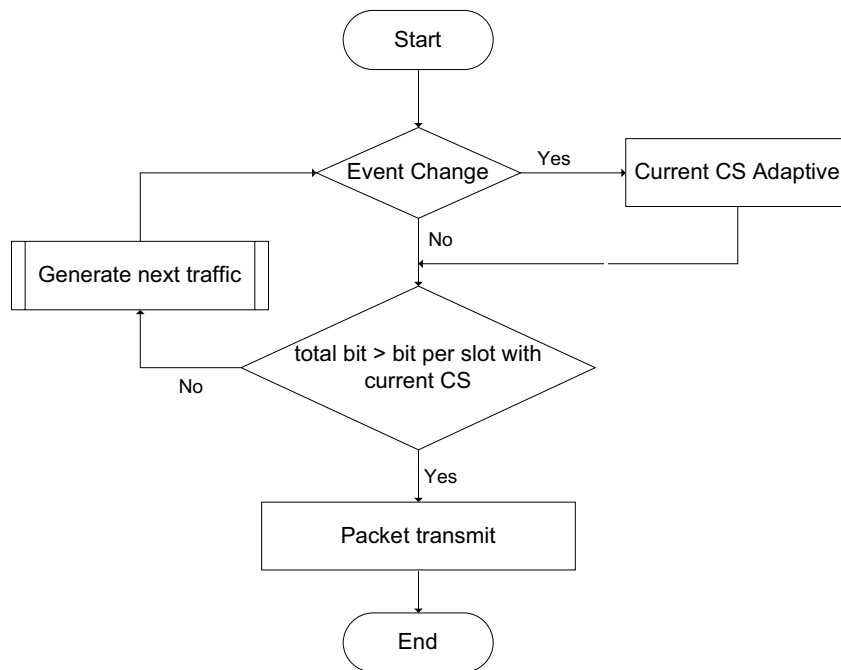 Start
Event Change
Yes
Current CS Adaptive
No
Generate next traffic
total bit > bit per slot with
current CS
No
Yes
Packet transmit
End